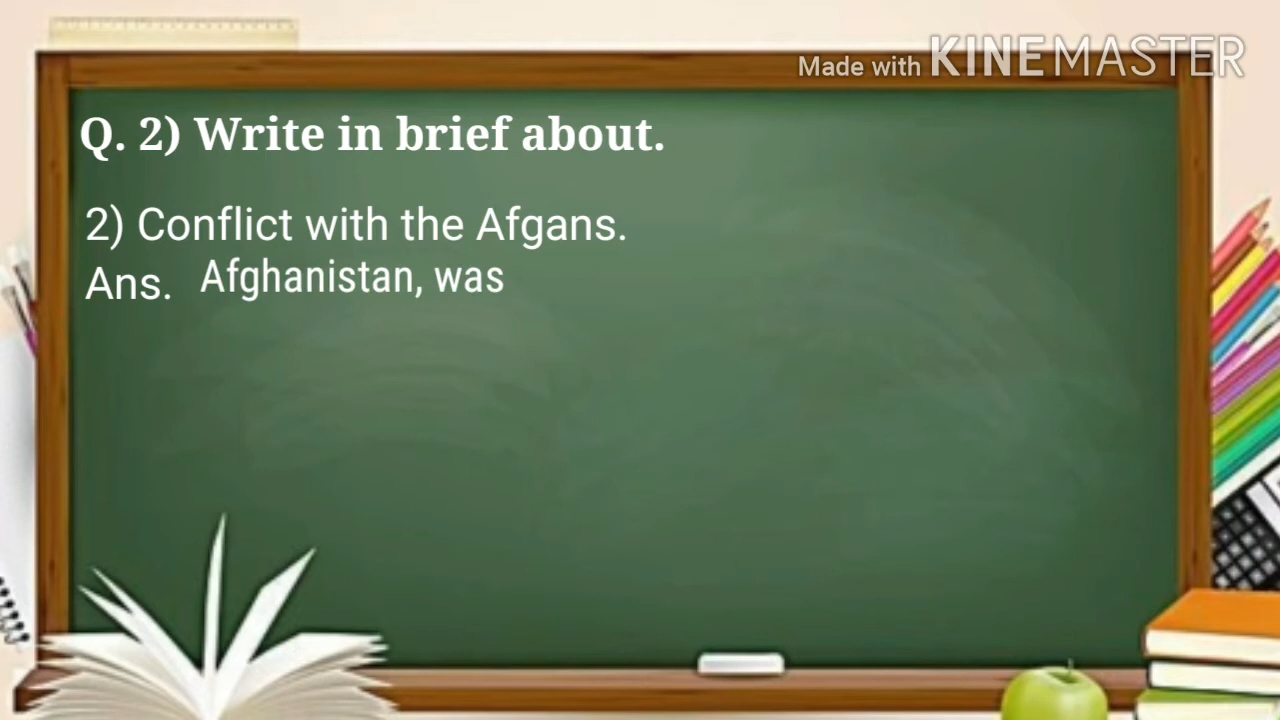 Made with KINEMASTER
Q. 2) Write in brief about.
2) Conflict with the Afgans.
Ans. Afghanistan, was